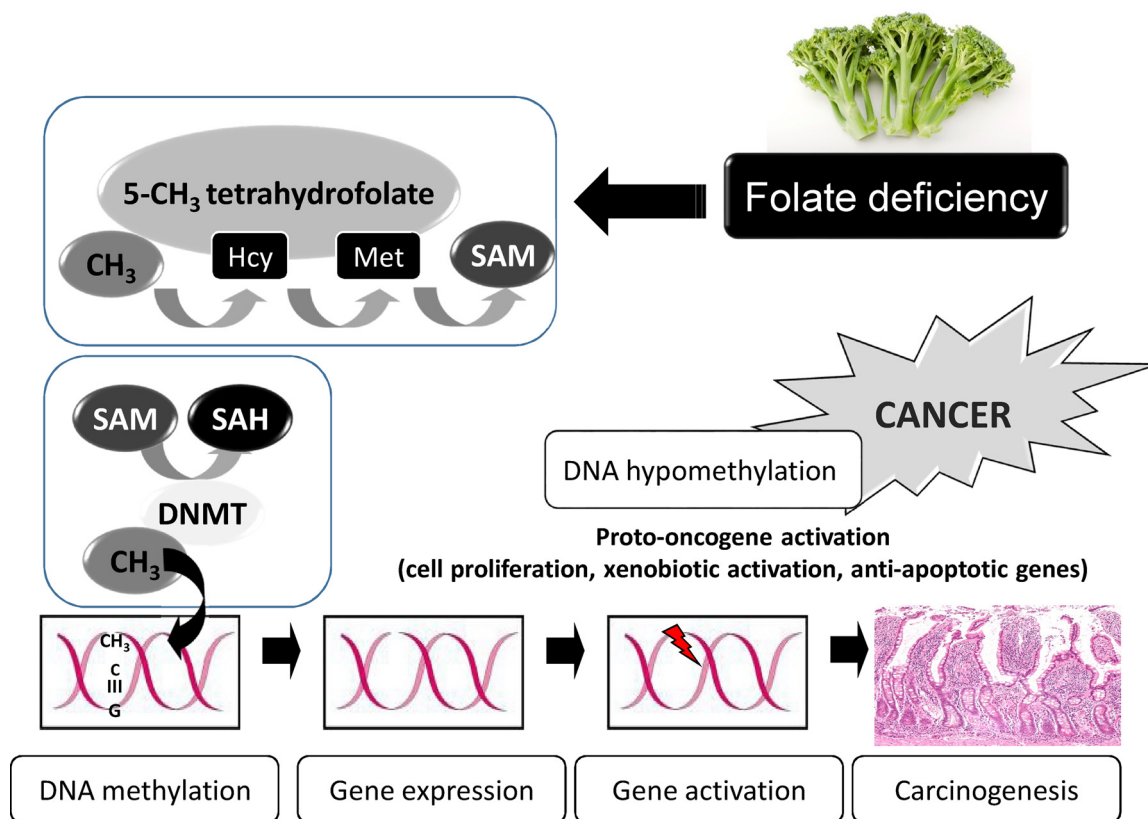 Folate deficiency
5-CH₃ tetrahydrofolate
CH₃
Hcy
Met
SAM
SAM
SAH
DNMT
CH₃
CANCER
DNA hypomethylation
Proto-oncogene activation
(cell proliferation, xenobiotic activation, anti-apoptotic genes)
CH₃
C
III
G
DNA methylation
Gene expression
Gene activation
Carcinogenesis